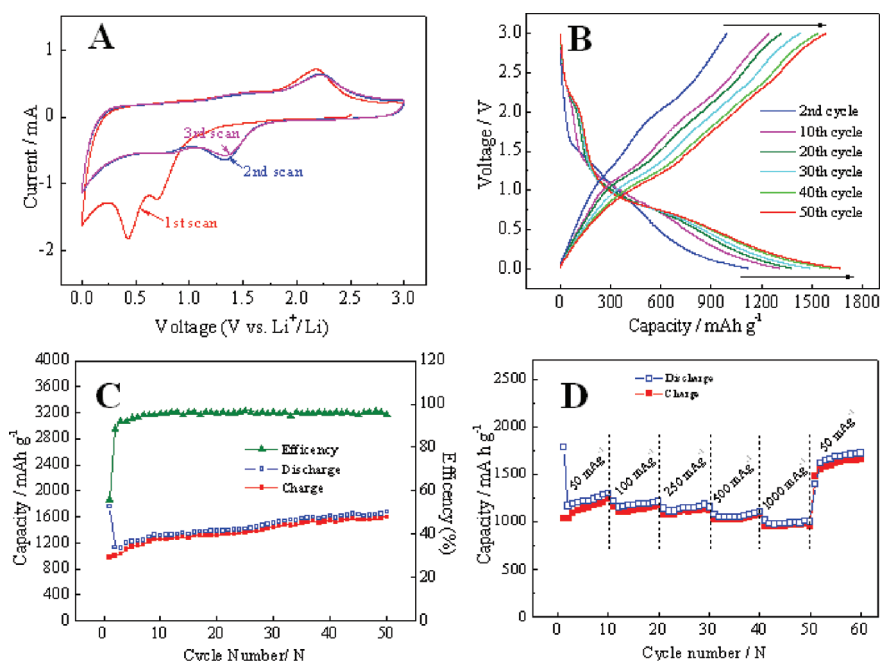 A
1
0
-1
-2
Current / mA
3rd scan
2nd scan
1st scan
0.0 0.5 1.0 1.5 2.0 2.5 3.0
Voltage (V vs. Li+/ Li)
B
3.0
2.5
2.0
1.5
1.0
0.5
0.0
Voltage / V
2nd cycle
10th cycle
20th cycle
30th cycle
40th cycle
50th cycle
0 300 600 900 1200 1500 1800
Capacity / mAh g-1
C
4000
3600
3200
2800
2400
2000
1600
1200
800
400
0
Capacity / mAh g-1
Efficency
Discharge
Charge
120
100
80
60
40
20
0
Efficency (%)
0 10 20 30 40 50
Cycle Number/ N
D
2500
2000
1500
1000
500
0
Capacity / mA h g-1
Discharge
Charge
50 mAg-1
100 mAg-1
250 mAg-1
500 mAg-1
1000 mAg-1
50 mAg-1
0 10 20 30 40 50 60
Cycle number / N